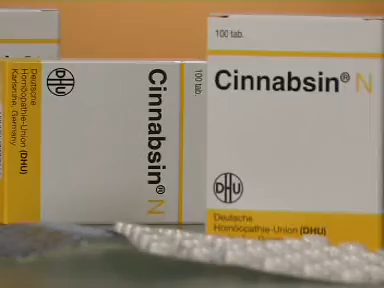 100 tab.
Cinnabsin® N
DHU
Deutsche
Homöopathie-Union (DHU)
100 tab.
Cinnabsin® N
DHU
Deutsche
Homöopathie-Union (DHU)
Karlsruhe, Germany